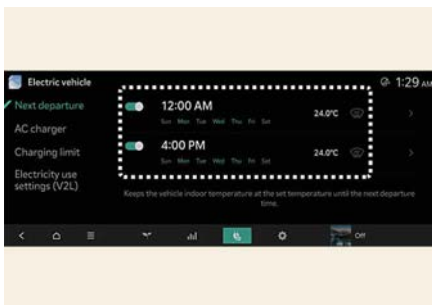 Electric vehicle
1:29 AM
Next departure
12:00 AM
Sun Mon Tue Wed Thu Fri Sat
24.0°C
AC charger
Charging limit
4:00 PM
Sun Mon Tue Wed Thu Fri Sat
24.0°C
Electricity use
settings (V2L)
Keeps the vehicle indoor temperature at the set temperature until the next departure
time.
Off